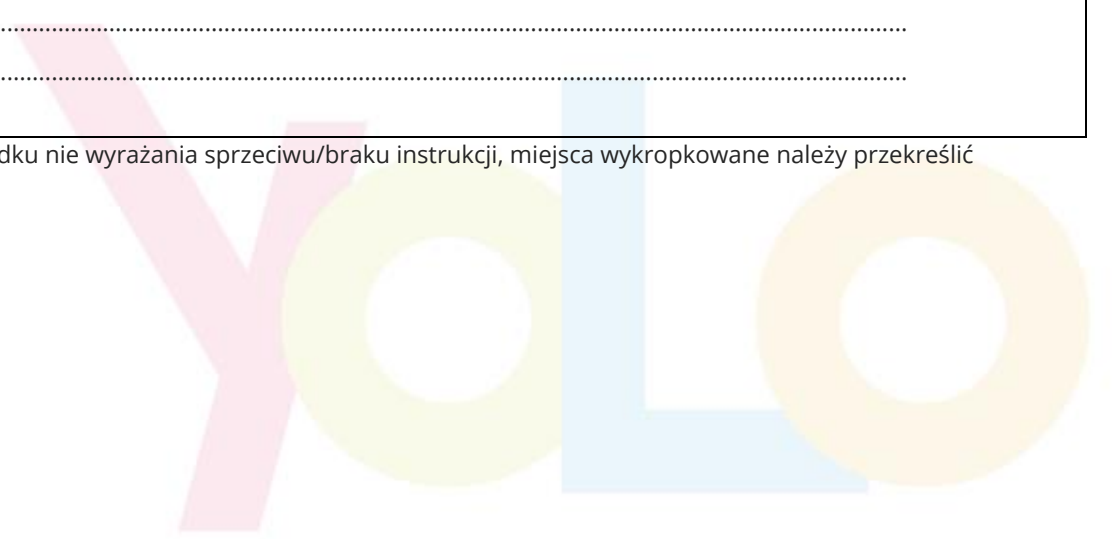 ....................................................................................................................................................
....................................................................................................................................................
dku nie wyrażania sprzeciwu/braku instrukcji, miejsca wykropkowane należy przekreślić
YOLO